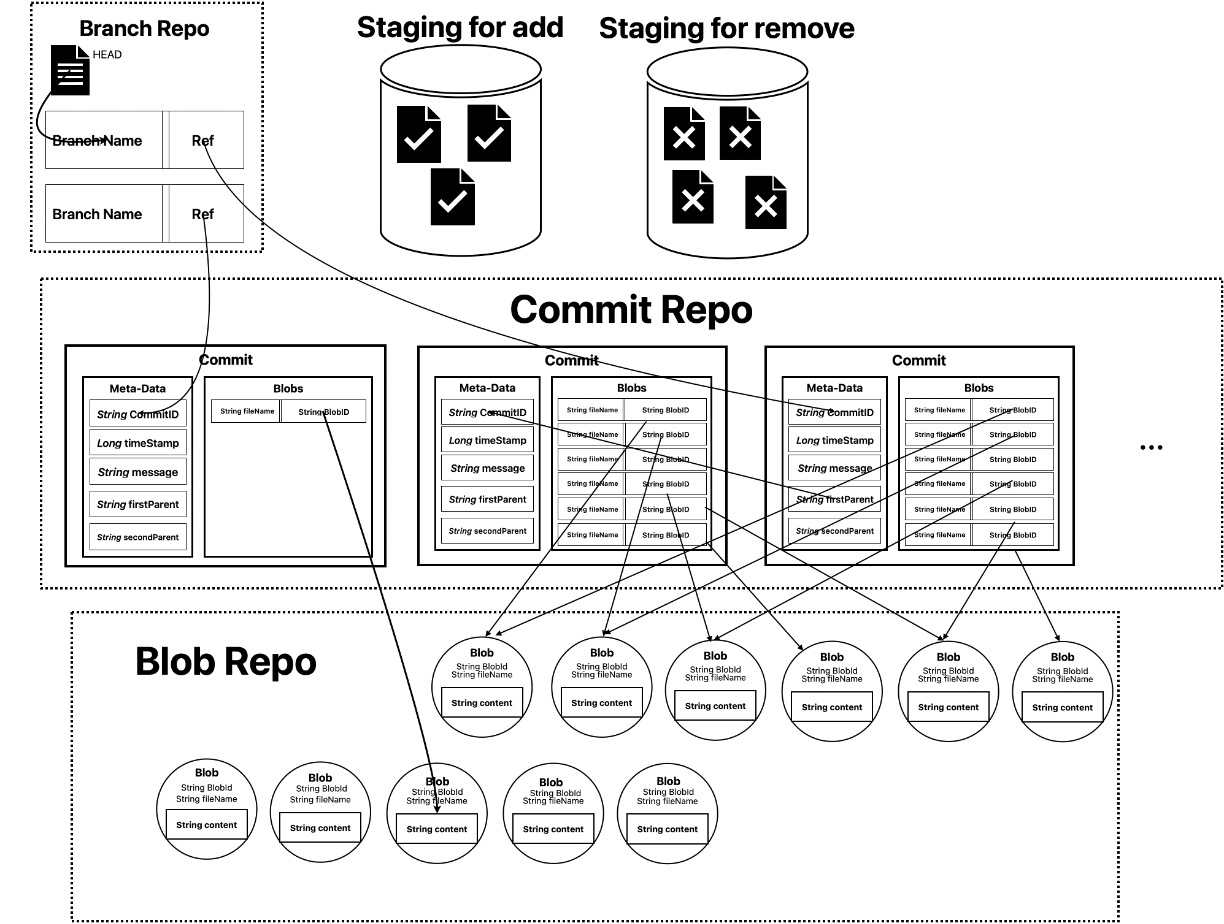 Branch Repo
HEAD
Branch Name Ref
Branch Name Ref
Staging for add
Staging for remove
Commit Repo
Commit
Meta-Data
String CommitID
Long timeStamp
String message
String firstParent
String secondParent
Blobs
String fileName String BlobID
Commit
Meta-Data
String CommitID
Long timeStamp
String message
String firstParent
String secondParent
Blobs
String fileName String BlobID
String fileName String BlobID
String fileName String BlobID
String fileName String BlobID
String fileName String BlobID
String fileName String BlobID
Commit
Meta-Data
String CommitID
Long timeStamp
String message
String firstParent
String secondParent
Blobs
String fileName String BlobID
String fileName String BlobID
String fileName String BlobID
String fileName String BlobID
String fileName String BlobID
String fileName String BlobID
...
Blob Repo
Blob
String BlobId
String fileName
String content
Blob
String BlobId
String fileName
String content
Blob
String BlobId
String fileName
String content
Blob
String BlobId
String fileName
String content
Blob
String BlobId
String fileName
String content
Blob
String BlobId
String fileName
String content
Blob
String BlobId
String fileName
String content
Blob
String BlobId
String fileName
String content
Blob
String BlobId
String fileName
String content
Blob
String BlobId
String fileName
String content
Blob
String BlobId
String fileName
String content